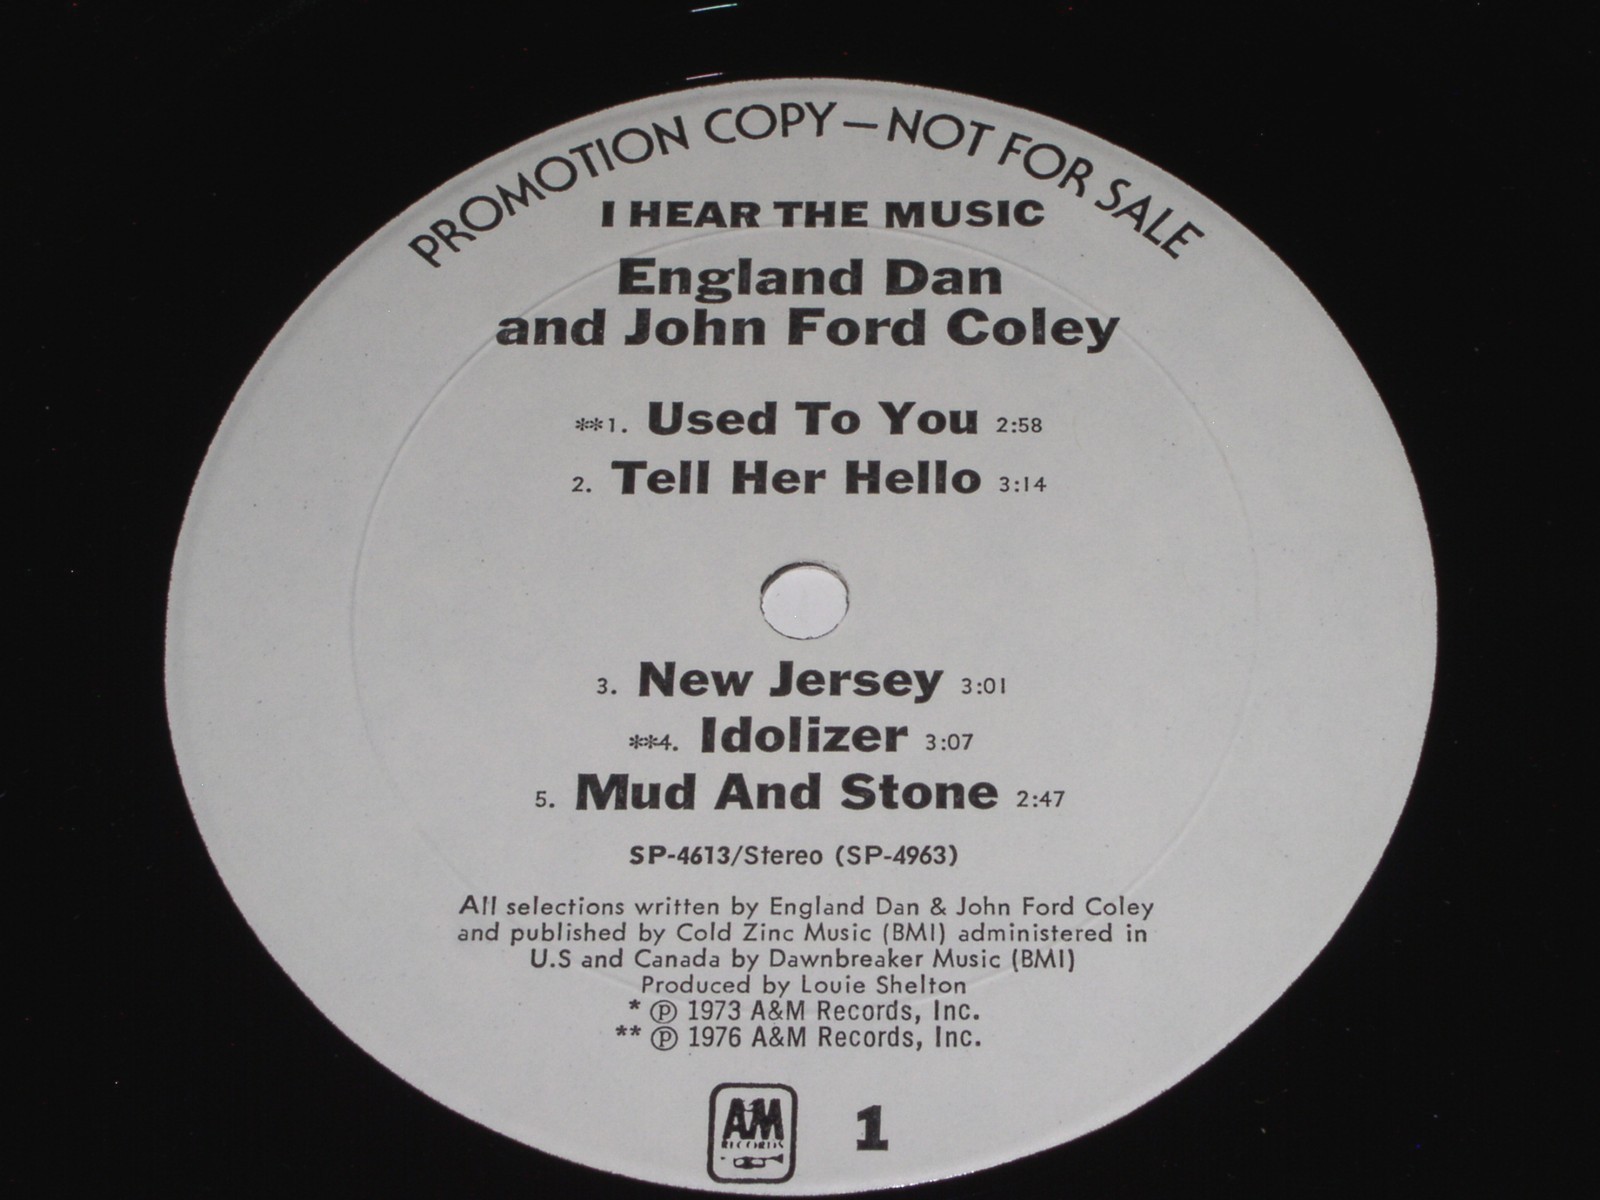 PROMOTION COPY—NOT FOR SALE
I HEAR THE MUSIC
England Dan
and John Ford Coley
**1. Used To You 2:58
2. Tell Her Hello 3:14
3. New Jersey 3:01
**4. Idolizer 3:07
5. Mud And Stone 2:47
SP-4613/Stereo (SP-4963)
All selections written by England Dan & John Ford Coley
and published by Cold Zinc Music (BMI) administered in
U.S and Canada by Dawnbreaker Music (BMI)
Produced by Louie Shelton
* ℗ 1973 A&M Records, Inc.
** ℗ 1976 A&M Records, Inc.
A&M
RECORDS
1